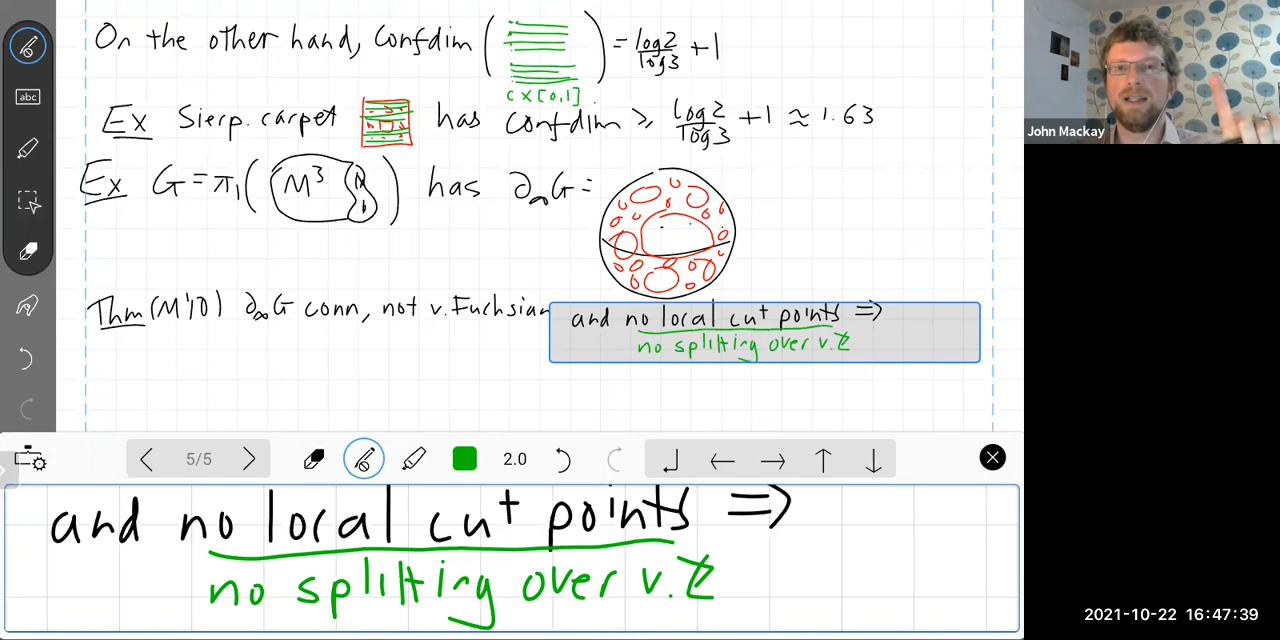 On the other hand, Confdim ( ) = log2/log3 + 1
C x [0,1]
Ex Sierp. carpet has confdim ≥ log2/log3 + 1 ≈ 1.63
Ex G = π₁( M³ ) has ∂∞G =
Thm (M'10) ∂∞G conn, not v. Fuchsian and no local cut points ⇒
no splitting over v.ℤ
abc
John Mackay
5/5
2.0
and no local cut points ⇒
no splitting over v.ℤ
2021-10-22 16:47:39